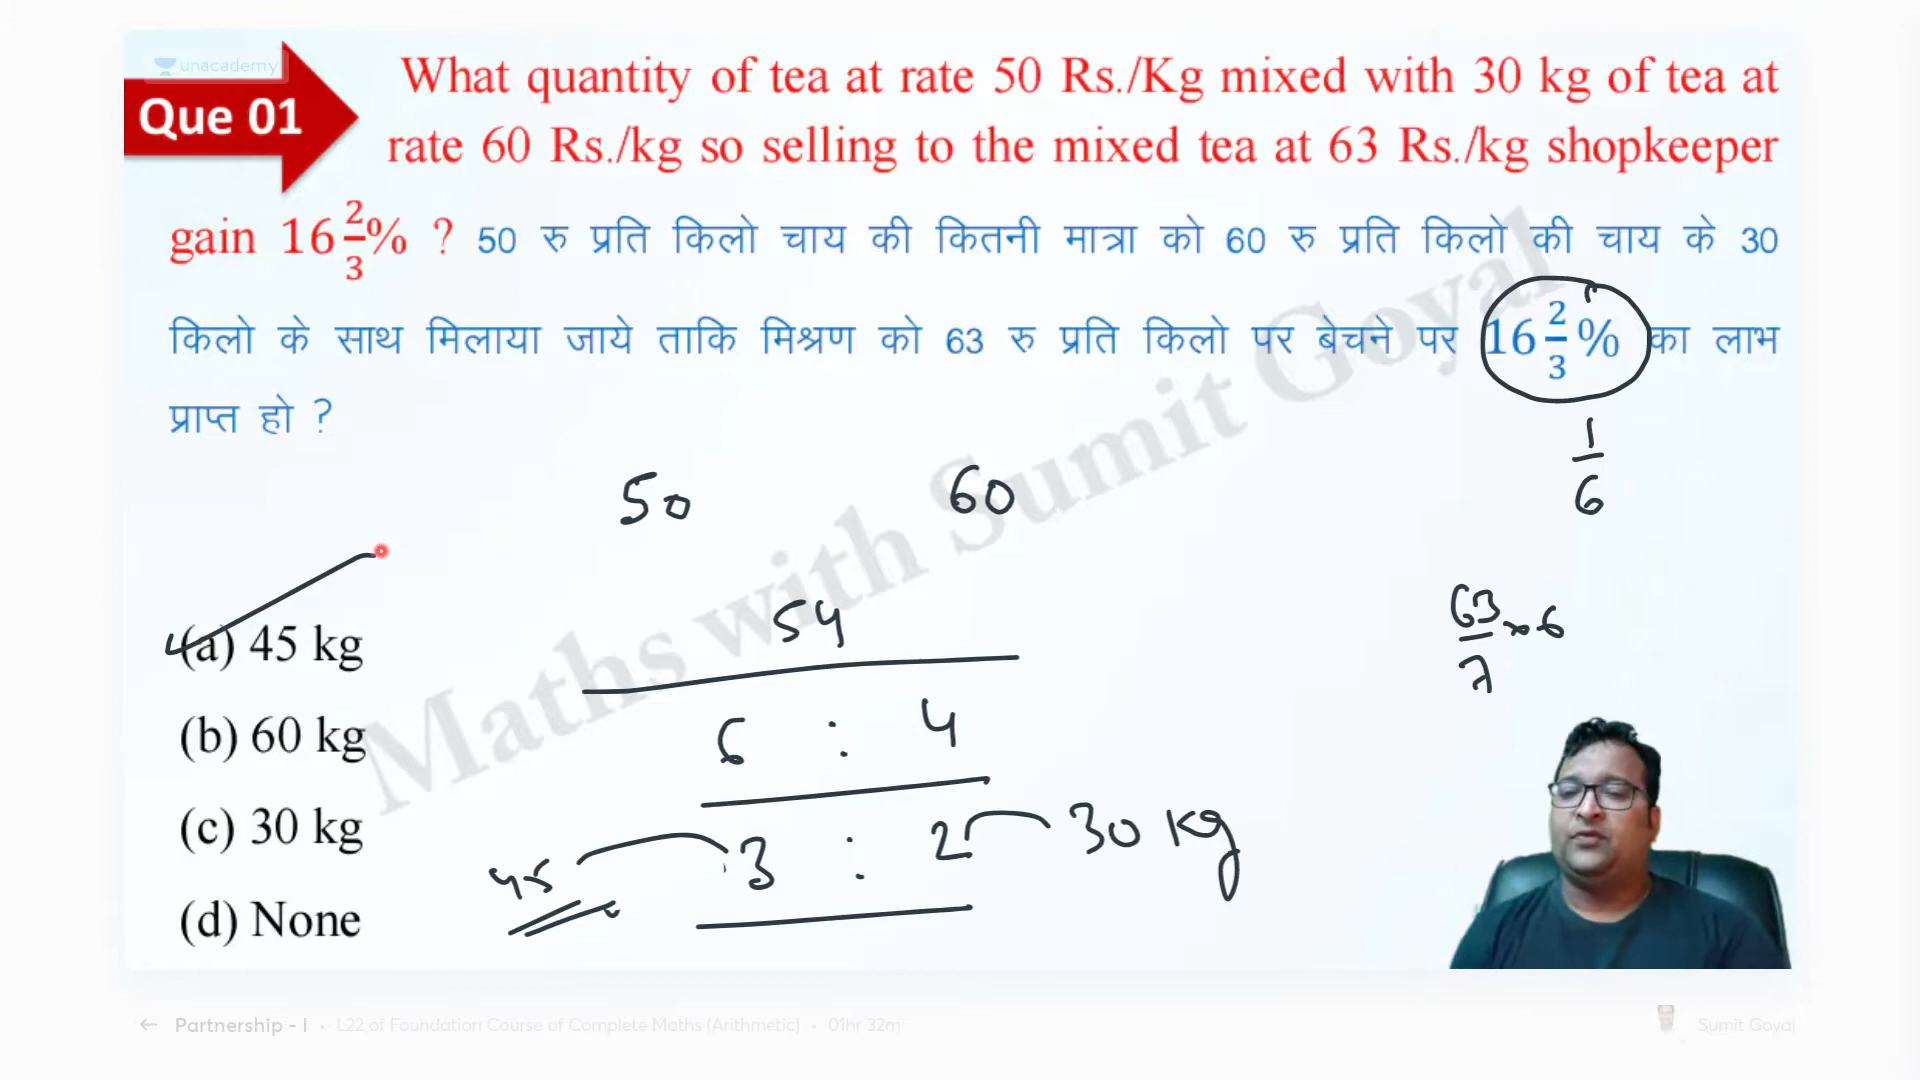 unacademy
Que 01
What quantity of tea at rate 50 Rs./Kg mixed with 30 kg of tea at
rate 60 Rs./kg so selling to the mixed tea at 63 Rs./kg shopkeeper
gain 16 2/3% ? 50 रु प्रति किलो चाय की कितनी मात्रा को 60 रु प्रति किलो की चाय के 30
किलो के साथ मिलाया जाये ताकि मिश्रण को 63 रु प्रति किलो पर बेचने पर 16 2/3 % का लाभ
प्राप्त हो ?
1/6
50 60
54
63/7 × 6
6 : 4
3 : 2 30 kg
45
(a) 45 kg
(b) 60 kg
(c) 30 kg
(d) None
Maths with Sumit Goyal
← Partnership - I • L22 of Foundation Course of Complete Maths (Arithmetic) • 01hr 32m
Sumit Goyal